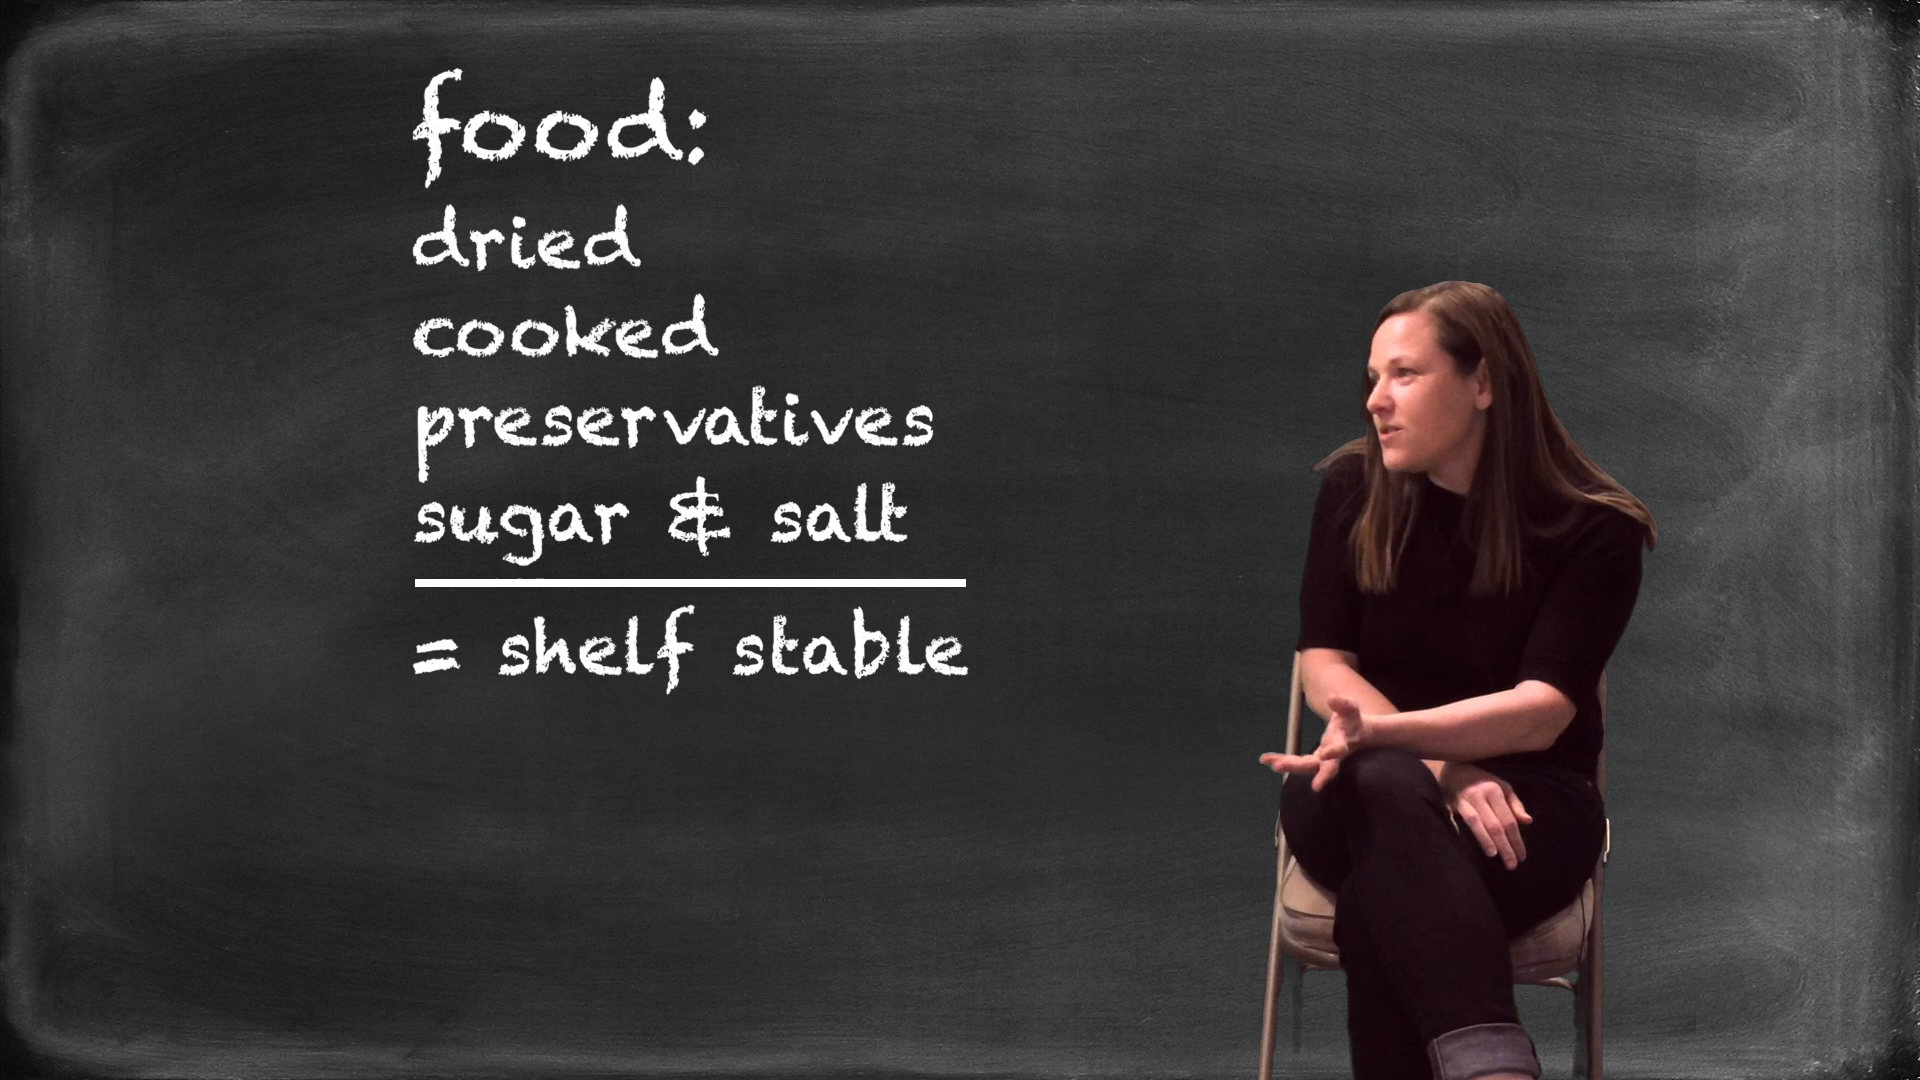 food:
dried
cooked
preservatives
sugar & salt
= shelf stable